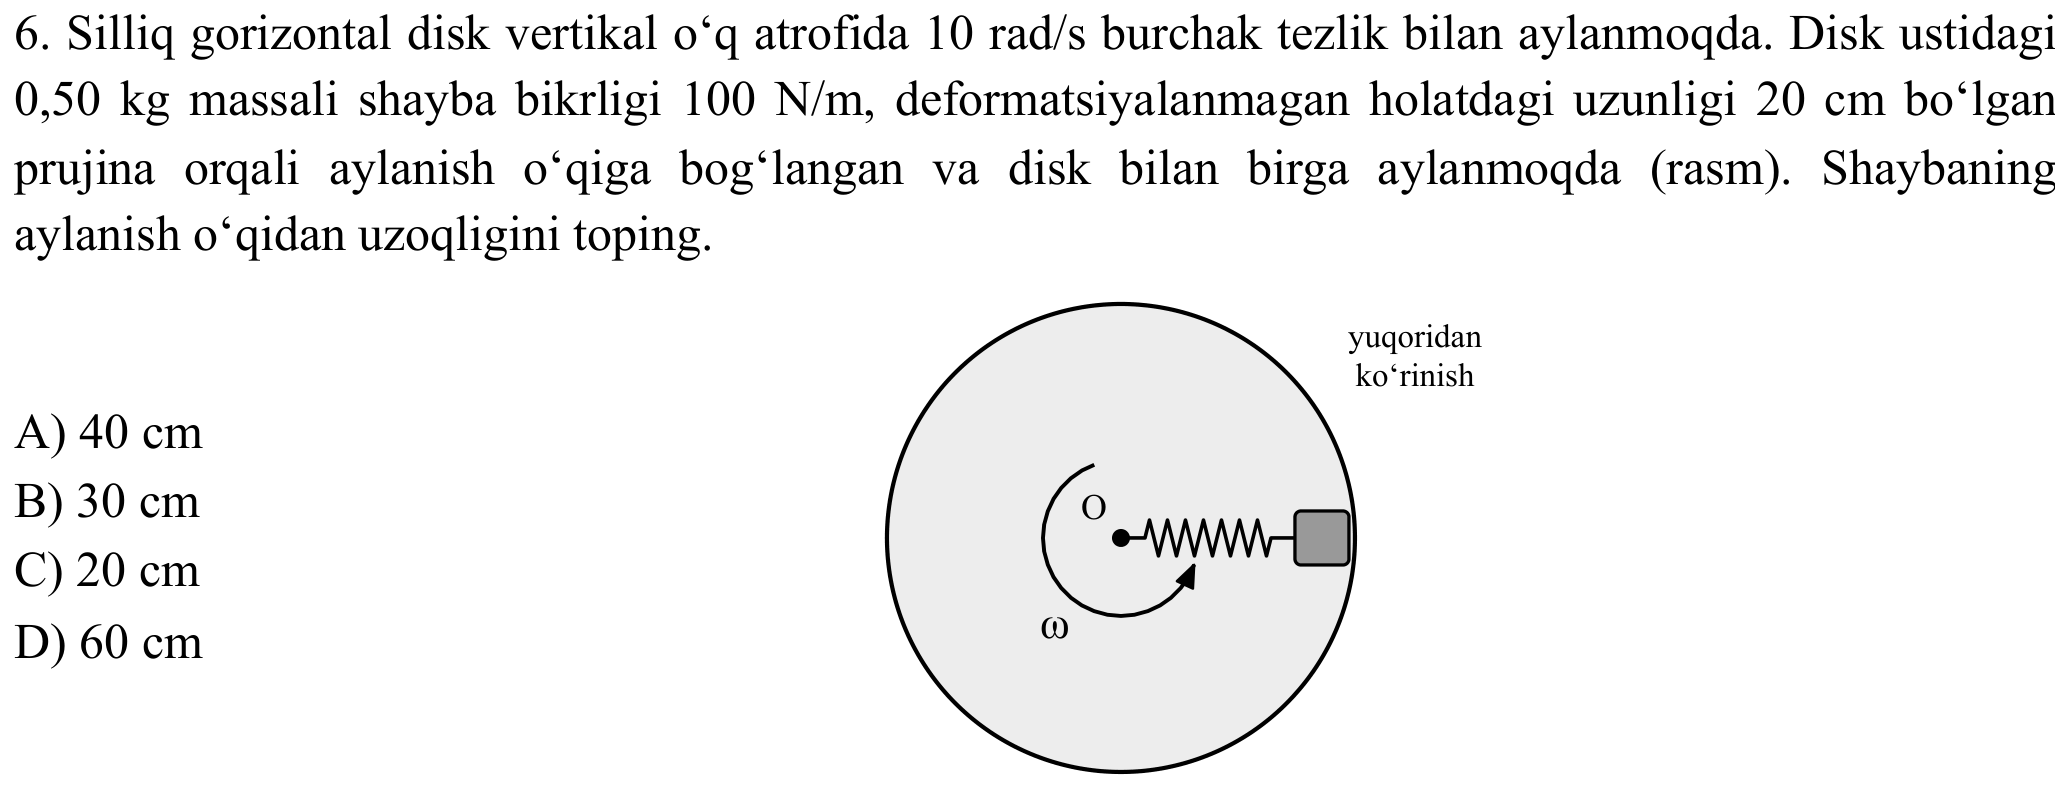 6. Silliq gorizontal disk vertikal o‘q atrofida 10 rad/s burchak tezlik bilan aylanmoqda. Disk ustidagi
0,50 kg massali shayba bikrligi 100 N/m, deformatsiyalanmagan holatdagi uzunligi 20 cm bo‘lgan
prujina orqali aylanish o‘qiga bog‘langan va disk bilan birga aylanmoqda (rasm). Shaybaning
aylanish o‘qidan uzoqligini toping.
yuqoridan
ko‘rinish
A) 40 cm
B) 30 cm
C) 20 cm
D) 60 cm
O
ω